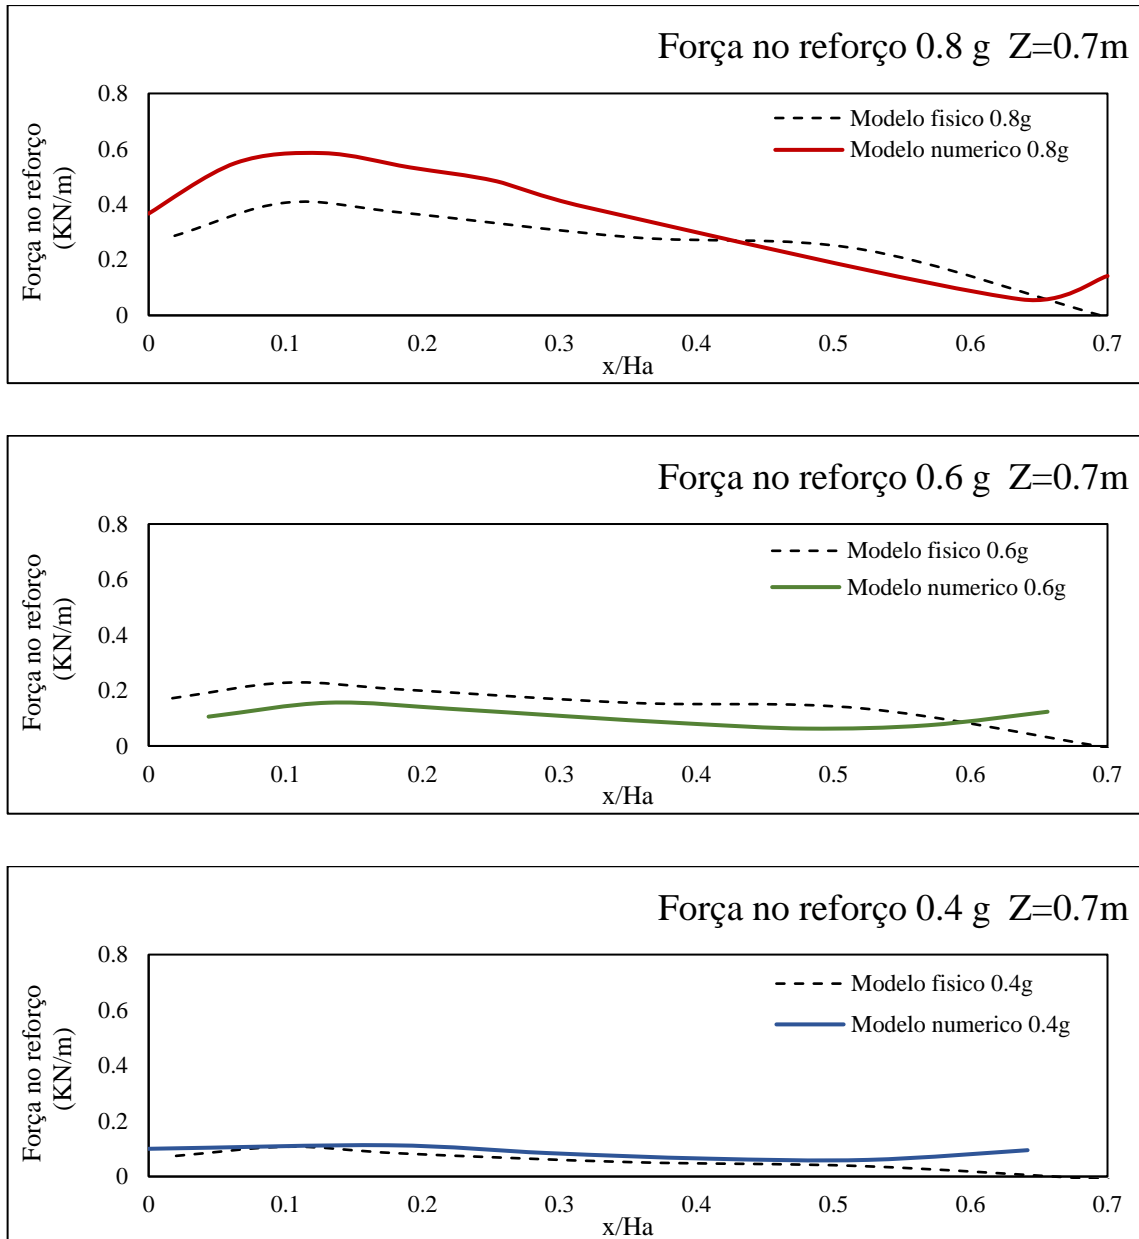 Força no reforço 0.8 g Z=0.7m
Força no reforço
(KN/m)
0.8
0.6
0.4
0.2
0
Modelo fisico 0.8g
Modelo numerico 0.8g
0 0.1 0.2 0.3 0.4 0.5 0.6 0.7
x/Ha
Força no reforço 0.6 g Z=0.7m
Força no reforço
(KN/m)
0.8
0.6
0.4
0.2
0
Modelo fisico 0.6g
Modelo numerico 0.6g
0 0.1 0.2 0.3 0.4 0.5 0.6 0.7
x/Ha
Força no reforço 0.4 g Z=0.7m
Força no reforço
(KN/m)
0.8
0.6
0.4
0.2
0
Modelo fisico 0.4g
Modelo numerico 0.4g
0 0.1 0.2 0.3 0.4 0.5 0.6 0.7
x/Ha